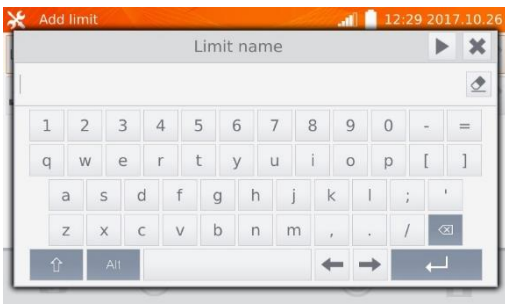 Add limit 12:29 2017.10.26
Limit name
1 2 3 4 5 6 7 8 9 0 - =
q w e r t y u i o p [ ]
a s d f g h j k l ; '
z x c v b n m , . /
Alt